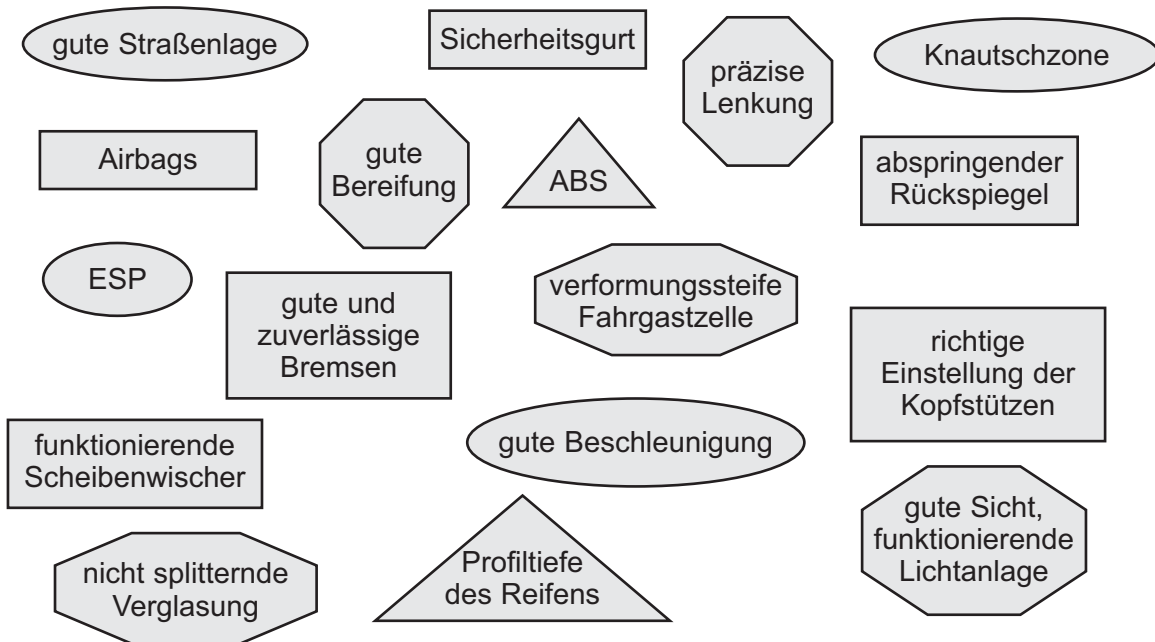 gute Straßenlage
Sicherheitsgurt
präzise
Lenkung
Knautschzone
Airbags
gute
Bereifung
ABS
abspringender
Rückspiegel
ESP
gute und
zuverlässige
Bremsen
verformungssteife
Fahrgastzelle
richtige
Einstellung der
Kopfstützen
funktionierende
Scheibenwischer
gute Beschleunigung
gute Sicht,
funktionierende
Lichtanlage
nicht splitternde
Verglasung
Profiltiefe
des Reifens